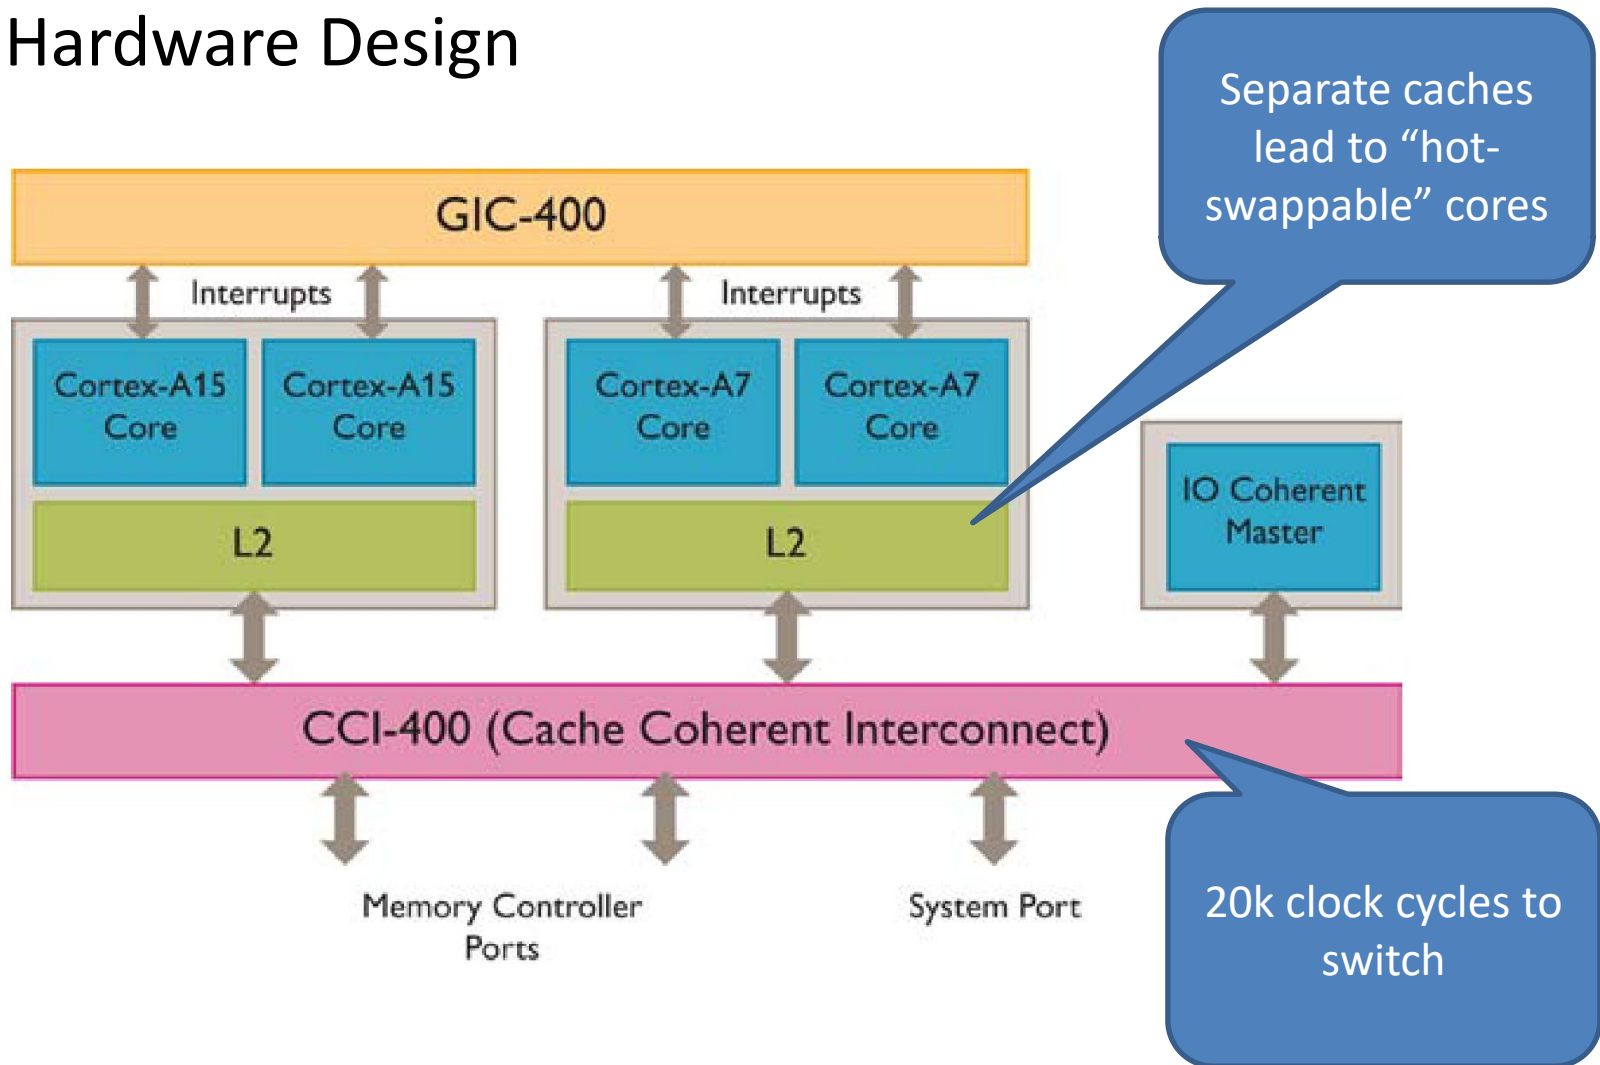 Hardware Design
Separate caches
lead to “hot-
swappable” cores
GIC-400
Interrupts
Interrupts
Cortex-A15
Core
Cortex-A15
Core
Cortex-A7
Core
Cortex-A7
Core
L2
L2
IO Coherent
Master
CCI-400 (Cache Coherent Interconnect)
Memory Controller
Ports
System Port
20k clock cycles to
switch